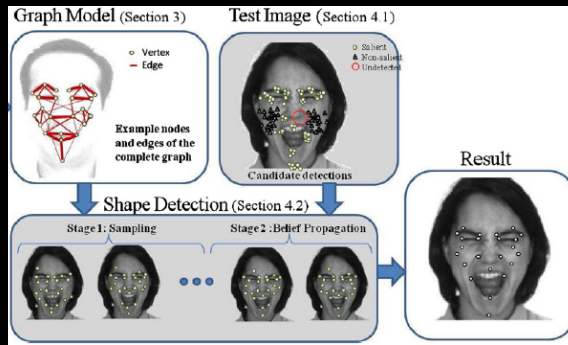 Graph Model (Section 3)
Vertex
Edge
Example nodes
and edges of the
complete graph
Test Image (Section 4.1)
Salient
Non-salient
Undetected
Candidate detections
Shape Detection (Section 4.2)
Stage 1: Sampling
Stage 2 :Belief Propagation
Result